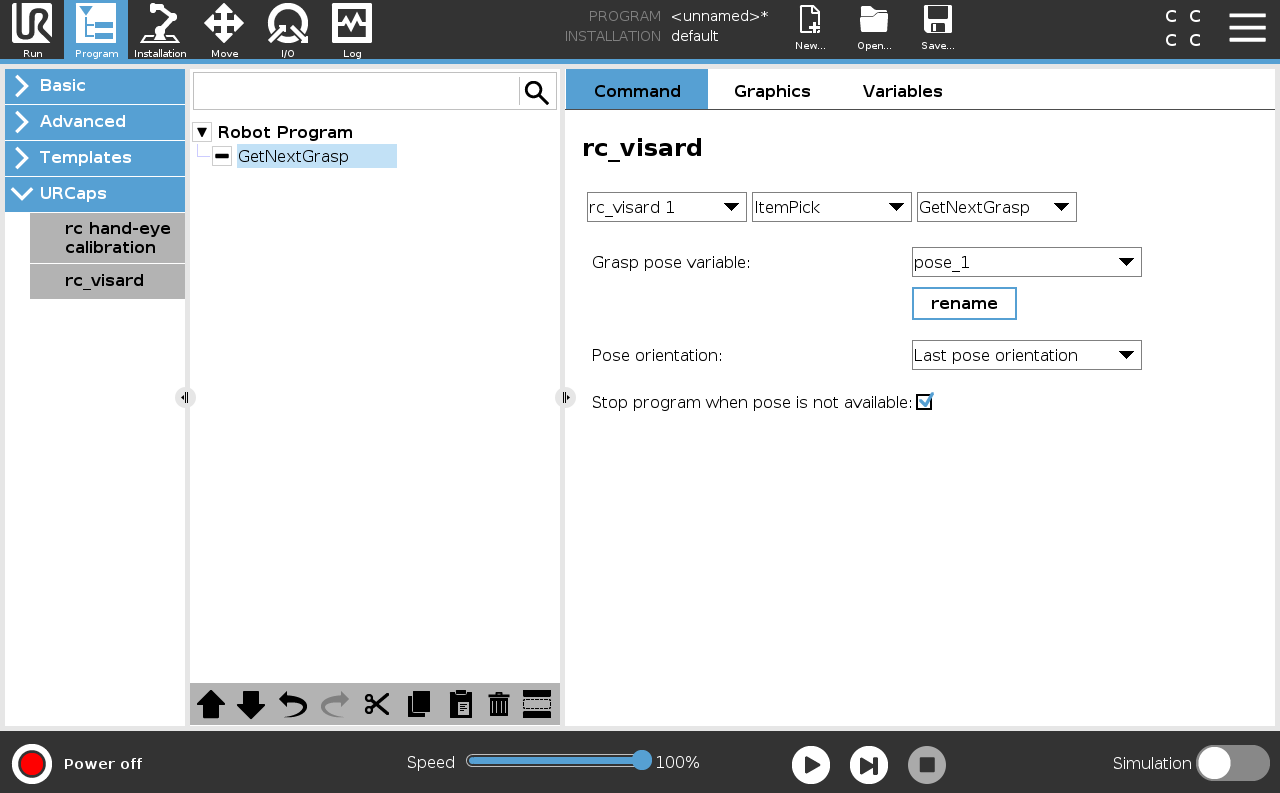 UR
Run
Program
Installation
Move
I/O
Log
PROGRAM <unnamed>*
INSTALLATION default
New...
Open...
Save...
C C
C C
Basic
Advanced
Templates
URCaps
rc hand-eye
calibration
rc_visard
Robot Program
GetNextGrasp
Command Graphics Variables
rc_visard
rc_visard 1 ItemPick GetNextGrasp
Grasp pose variable: pose_1
rename
Pose orientation: Last pose orientation
Stop program when pose is not available:
Power off
Speed 100%
Simulation